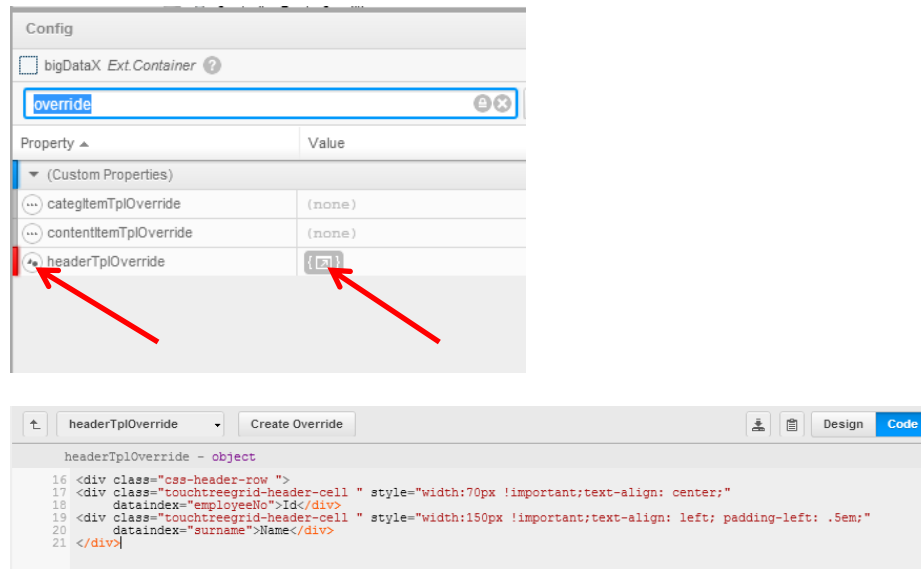 Config
bigDataX Ext.Container ?
override
Property Value
(Custom Properties)
categItemTplOverride (none)
contentItemTplOverride (none)
headerTplOverride { }
headerTplOverride Create Override Design Code
headerTplOverride - object
16 <div class="css-header-row ">
17 <div class="touchtreegrid-header-cell " style="width:70px !important;text-align: center;"
18 dataindex="employeeNo">Id</div>
19 <div class="touchtreegrid-header-cell " style="width:150px !important;text-align: left; padding-left: .5em;"
20 dataindex="surname">Name</div>
21 </div>